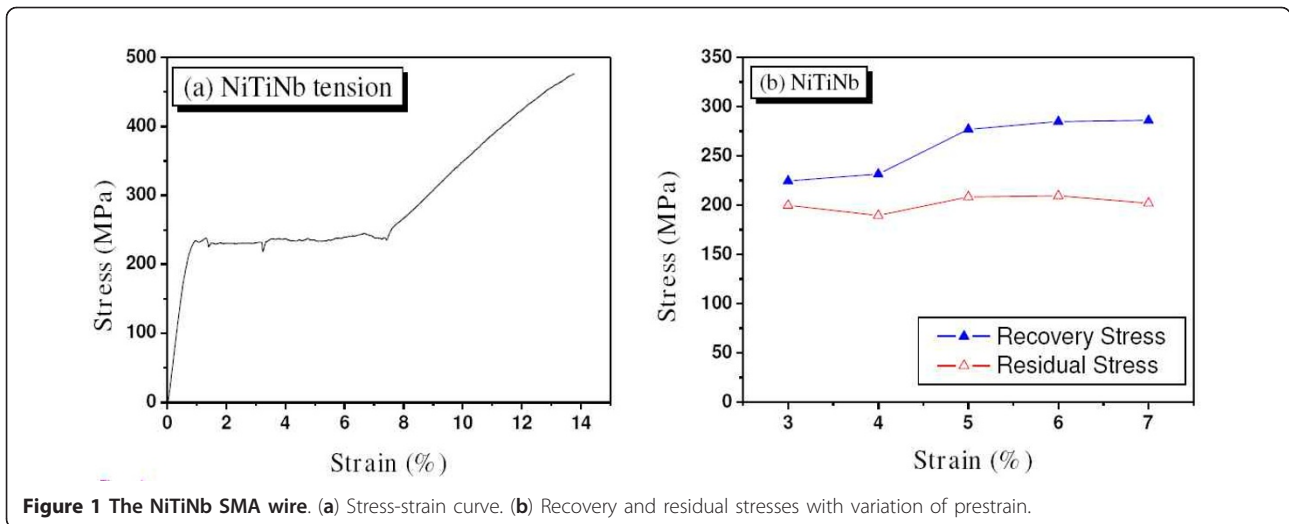 (a) NiTiNb tension
500
400
300
200
100
0
Stress (MPa)
0 2 4 6 8 10 12 14
Strain (%)
(b) NiTiNb
350
300
250
200
150
100
50
0
Stress (MPa)
Recovery Stress
Residual Stress
3 4 5 6 7
Strain (%)
Figure 1 The NiTiNb SMA wire. (a) Stress-strain curve. (b) Recovery and residual stresses with variation of prestrain.